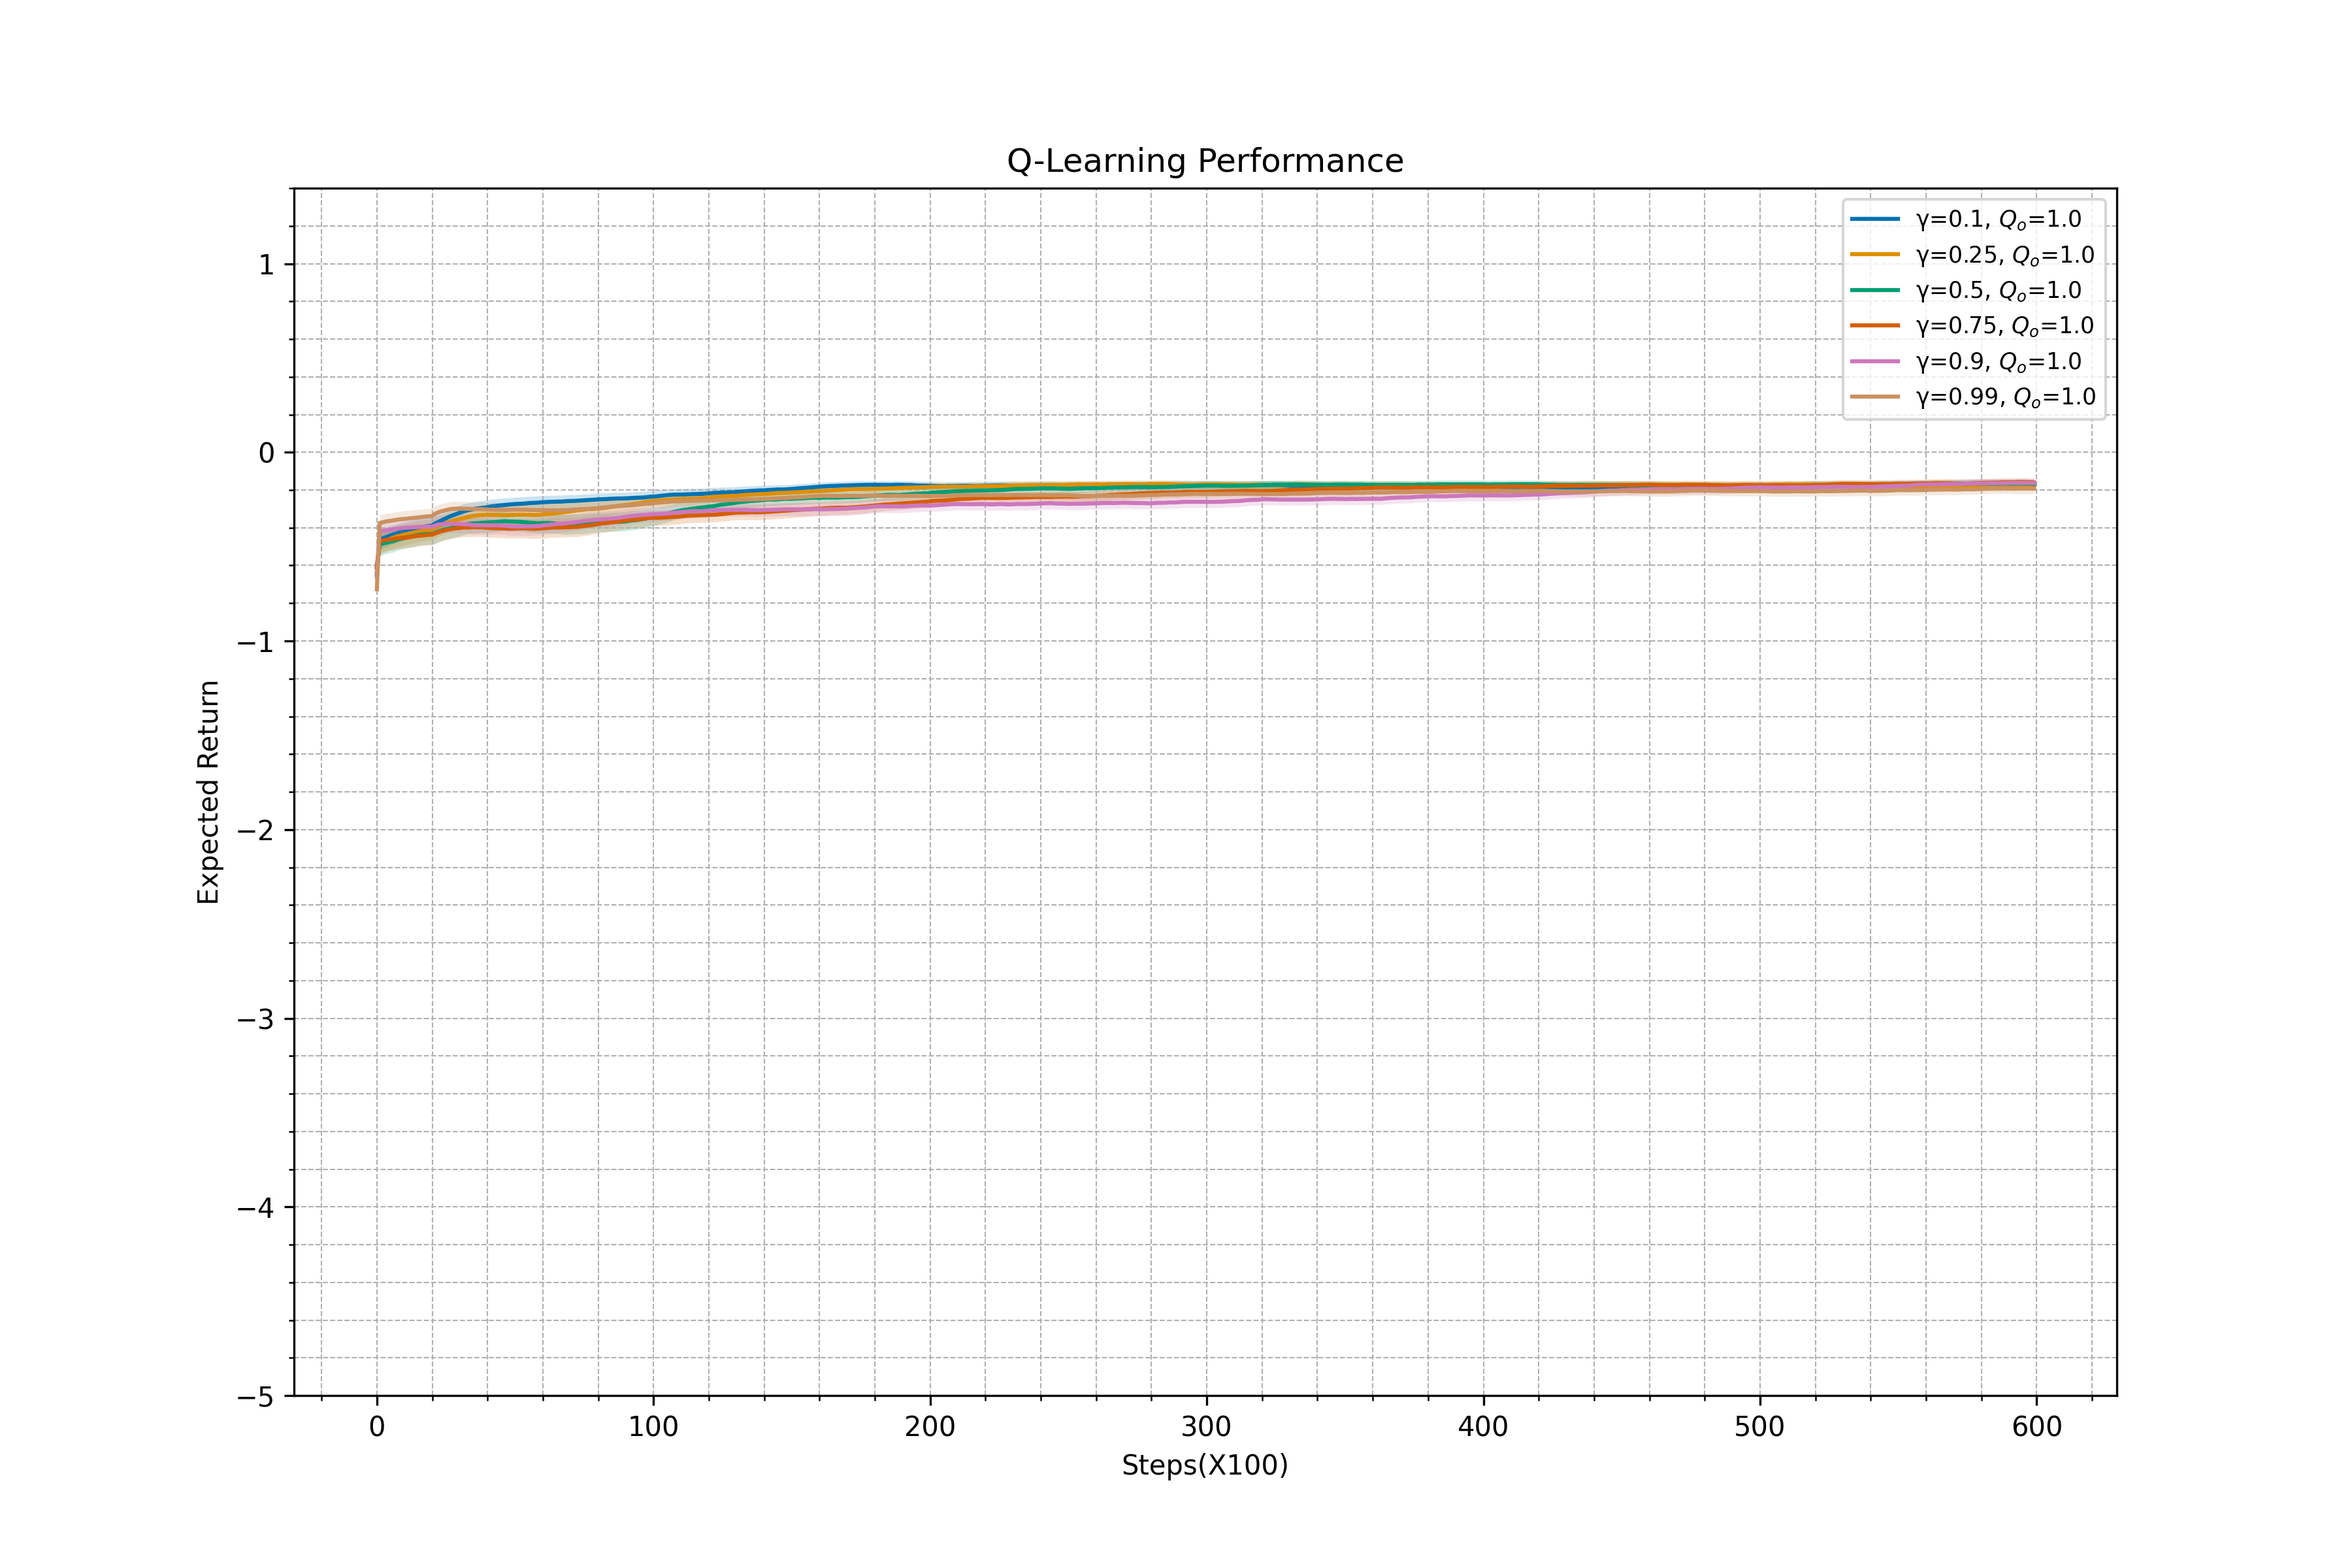 Q-Learning Performance
γ=0.1, Qₒ=1.0
γ=0.25, Qₒ=1.0
γ=0.5, Qₒ=1.0
γ=0.75, Qₒ=1.0
γ=0.9, Qₒ=1.0
γ=0.99, Qₒ=1.0
1
0
−1
−2
−3
−4
−5
Expected Return
0 100 200 300 400 500 600
Steps(X100)